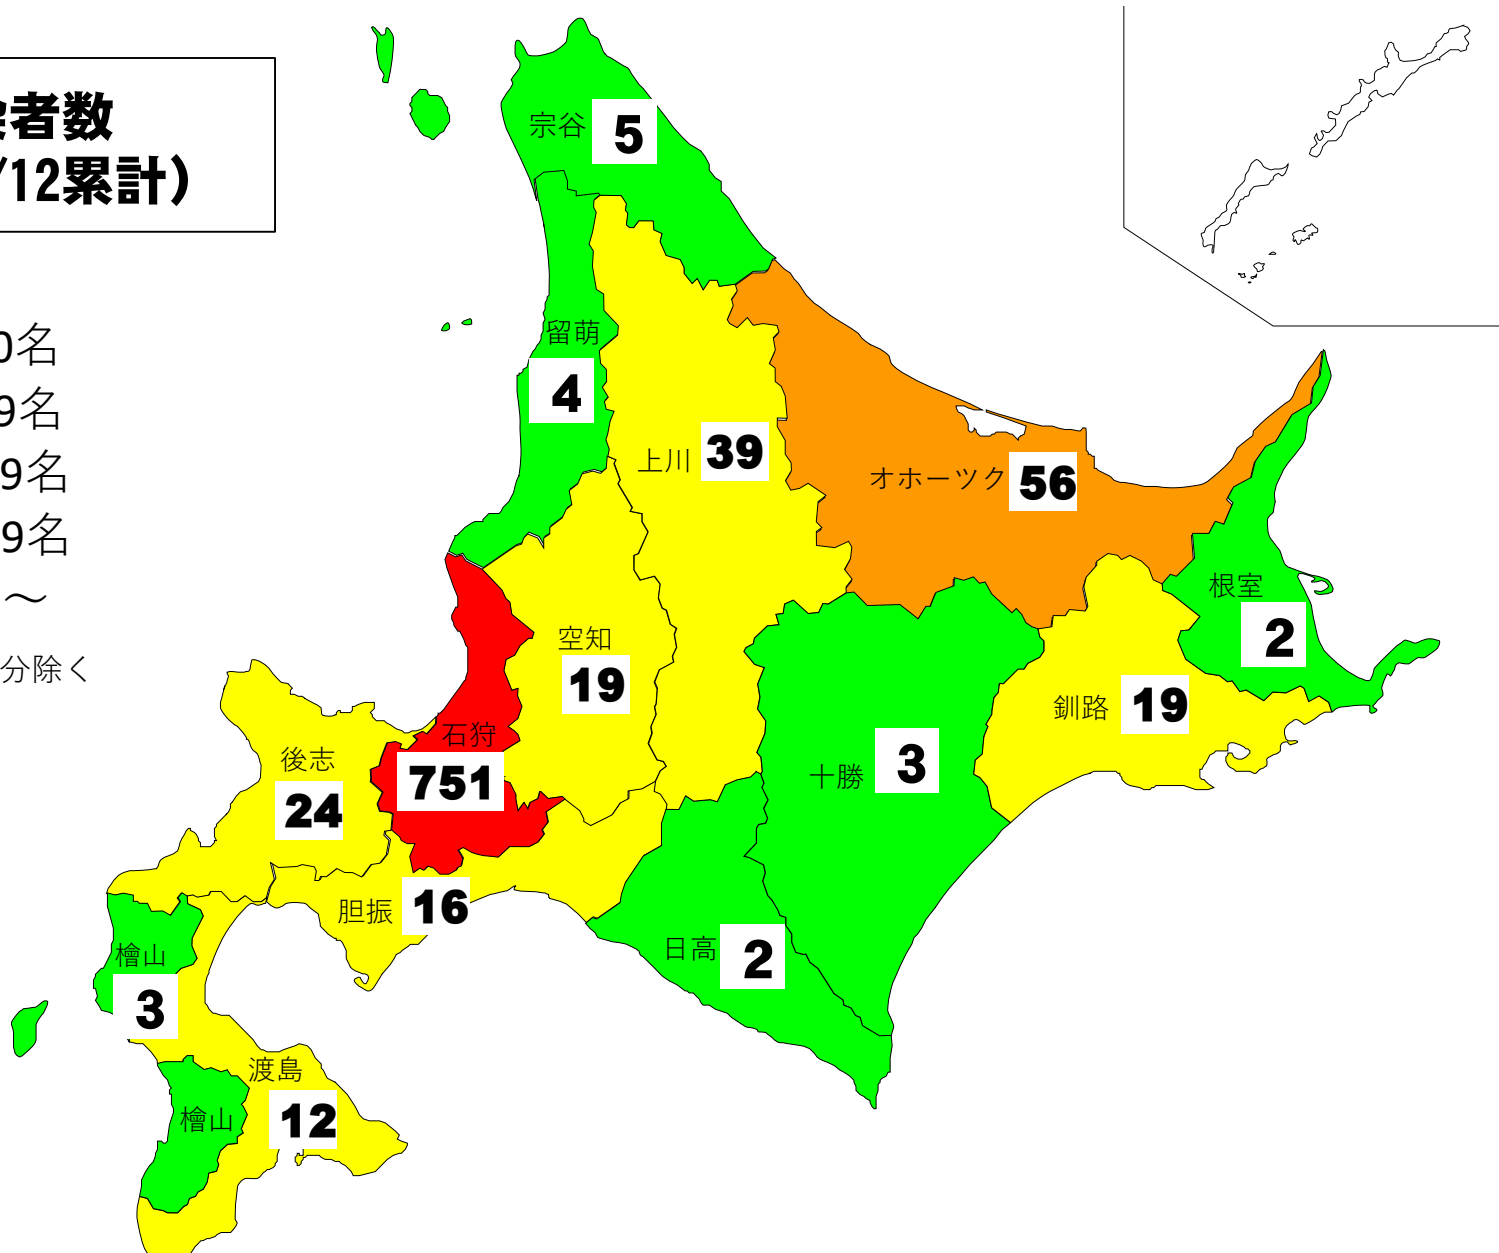 者数
/12累計）
0名
9名
9名
9名
～
分除く
宗谷 5
留萌
4
上川 39
オホーツク 56
根室
2
空知
19
釧路 19
石狩
751
後志
24
十勝 3
胆振 16
日高 2
檜山
3
渡島
12
檜山